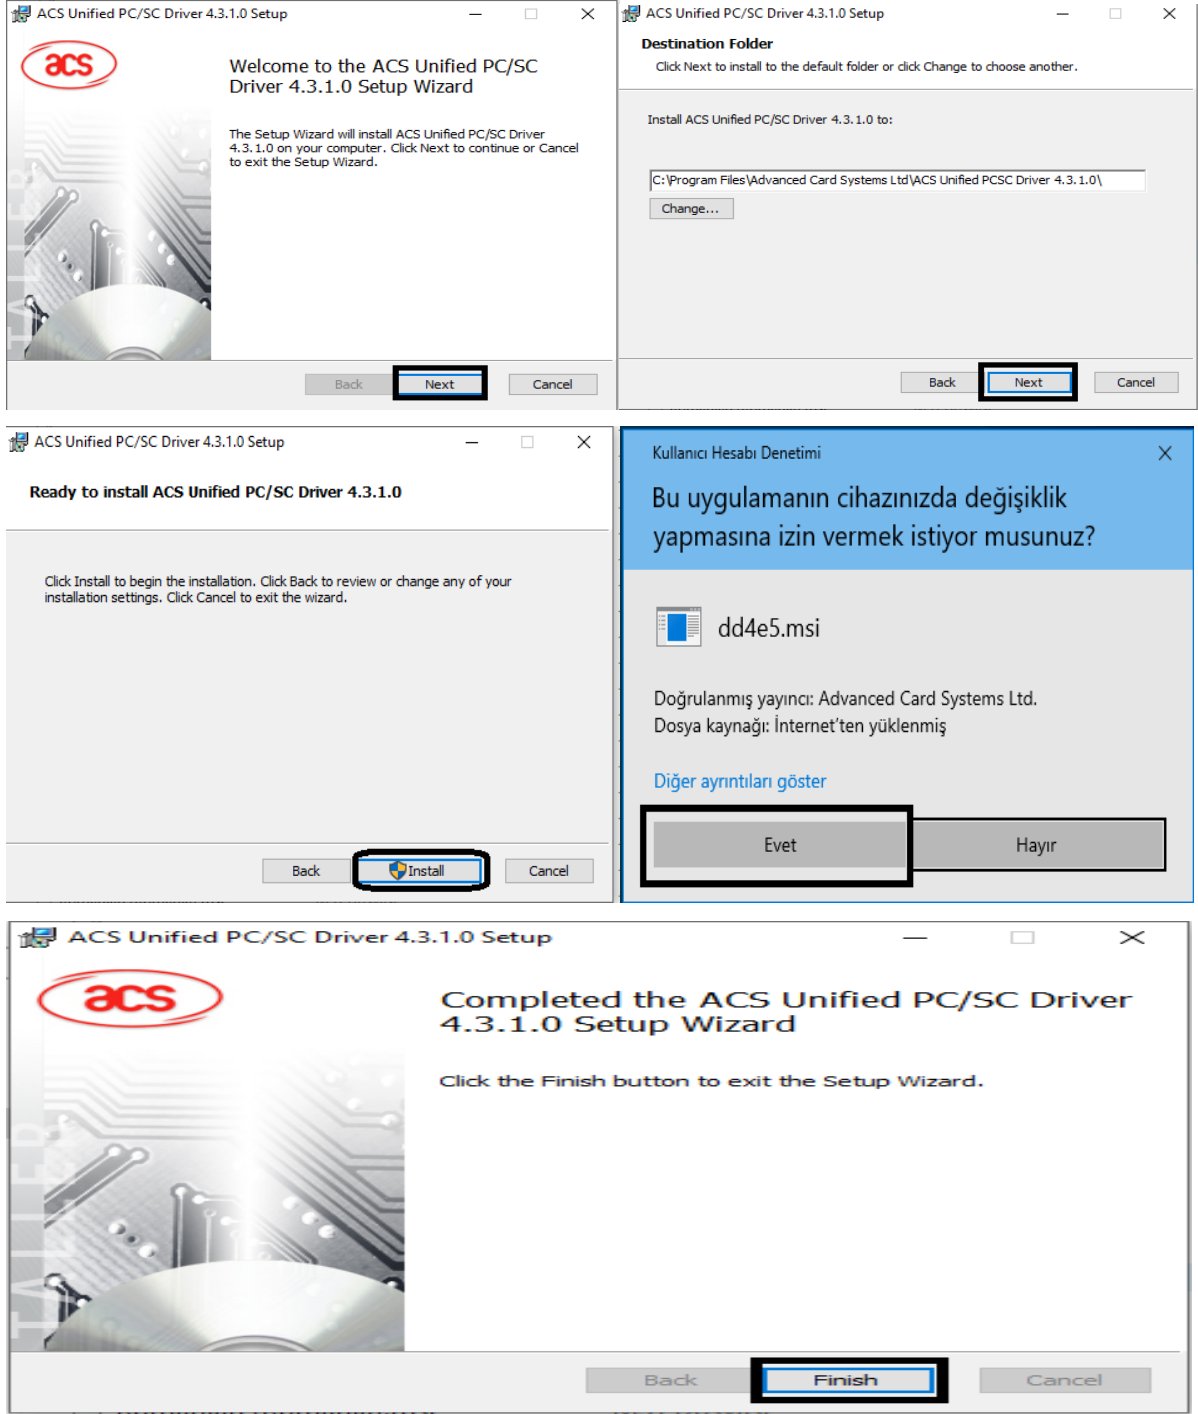 ACS Unified PC/SC Driver 4.3.1.0 Setup
acs
Welcome to the ACS Unified PC/SC
Driver 4.3.1.0 Setup Wizard
The Setup Wizard will install ACS Unified PC/SC Driver
4.3.1.0 on your computer. Click Next to continue or Cancel
to exit the Setup Wizard.
Back Next Cancel
ACS Unified PC/SC Driver 4.3.1.0 Setup
Destination Folder
Click Next to install to the default folder or click Change to choose another.
Install ACS Unified PC/SC Driver 4.3.1.0 to:
C:\Program Files\Advanced Card Systems Ltd\ACS Unified PCSC Driver 4.3.1.0\
Change...
Back Next Cancel
ACS Unified PC/SC Driver 4.3.1.0 Setup
Ready to install ACS Unified PC/SC Driver 4.3.1.0
Click Install to begin the installation. Click Back to review or change any of your
installation settings. Click Cancel to exit the wizard.
Back Install Cancel
Kullanıcı Hesabı Denetimi
Bu uygulamanın cihazınızda değişiklik
yapmasına izin vermek istiyor musunuz?
dd4e5.msi
Doğrulanmış yayıncı: Advanced Card Systems Ltd.
Dosya kaynağı: İnternet'ten yüklenmiş
Diğer ayrıntıları göster
Evet Hayır
ACS Unified PC/SC Driver 4.3.1.0 Setup
acs
Completed the ACS Unified PC/SC Driver
4.3.1.0 Setup Wizard
Click the Finish button to exit the Setup Wizard.
Back Finish Cancel